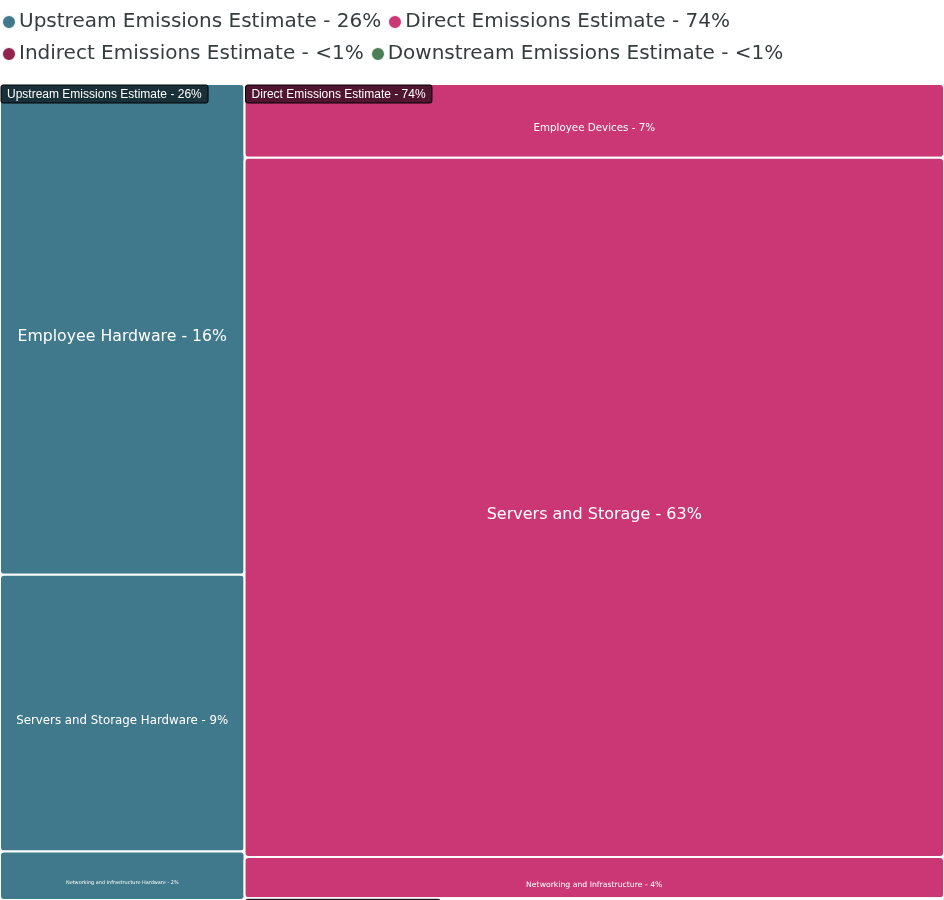 Upstream Emissions Estimate - 26% Direct Emissions Estimate - 74%
Indirect Emissions Estimate - <1% Downstream Emissions Estimate - <1%
Upstream Emissions Estimate - 26%
Direct Emissions Estimate - 74%
Employee Devices - 7%
Employee Hardware - 16%
Servers and Storage - 63%
Servers and Storage Hardware - 9%
Networking and Infrastructure Hardware - 2%
Networking and Infrastructure - 4%